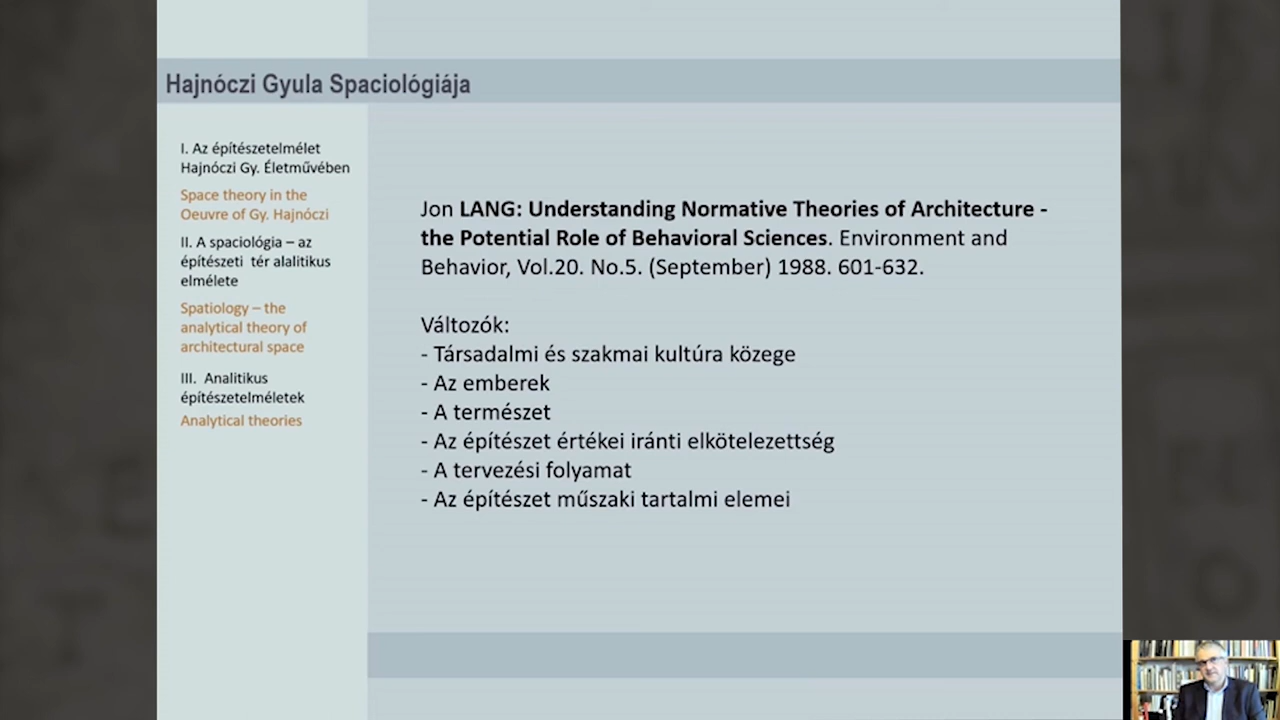 Hajnóczi Gyula Spaciológiája
I. Az építészetelmélet
Hajnóczi Gy. Életművében
Space theory in the
Oeuvre of Gy. Hajnóczi
II. A spaciológia – az
építészeti tér alalitikus
elmélete
Spatiology – the
analytical theory of
architectural space
III. Analitikus
építészetelméletek
Analytical theories
Jon LANG: Understanding Normative Theories of Architecture -
the Potential Role of Behavioral Sciences. Environment and
Behavior, Vol.20. No.5. (September) 1988. 601-632.
Változók:
- Társadalmi és szakmai kultúra közege
- Az emberek
- A természet
- Az építészet értékei iránti elkötelezettség
- A tervezési folyamat
- Az építészet műszaki tartalmi elemei